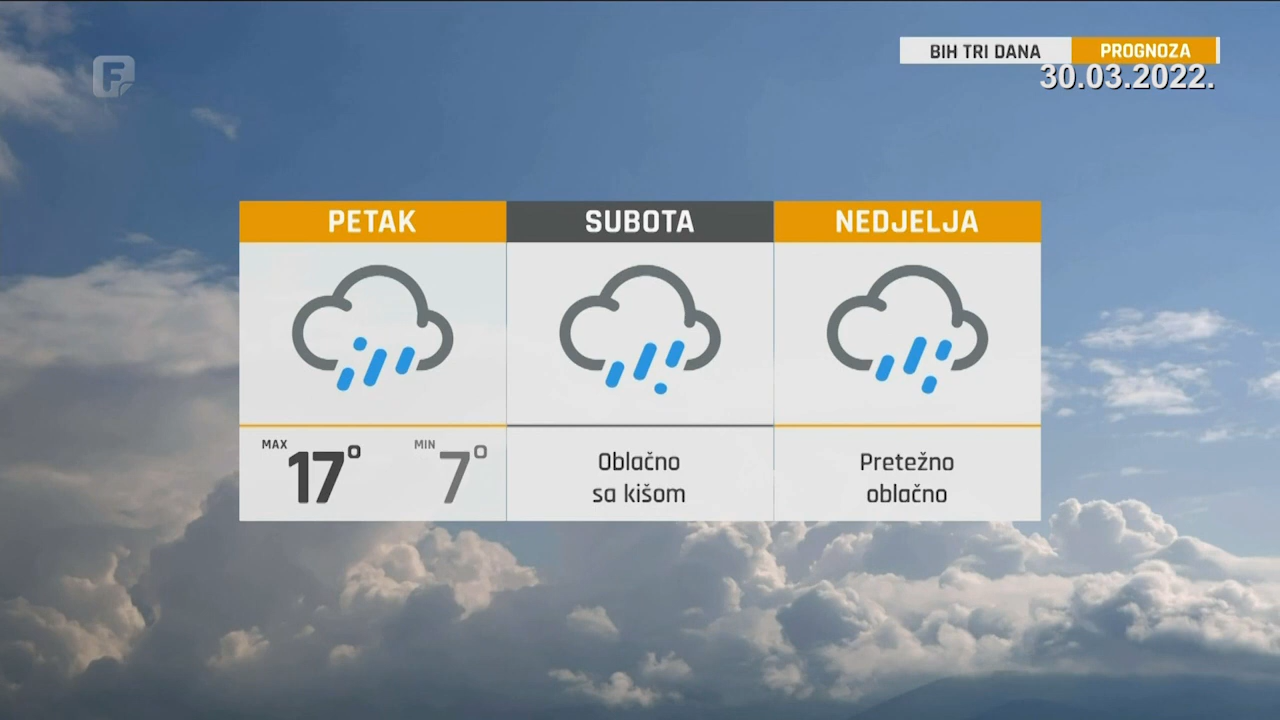 F
BIH TRI DANA PROGNOZA
30.03.2022.
PETAK SUBOTA NEDJELJA
MAX 17° MIN 7°
Oblačno
sa kišom
Pretežno
oblačno